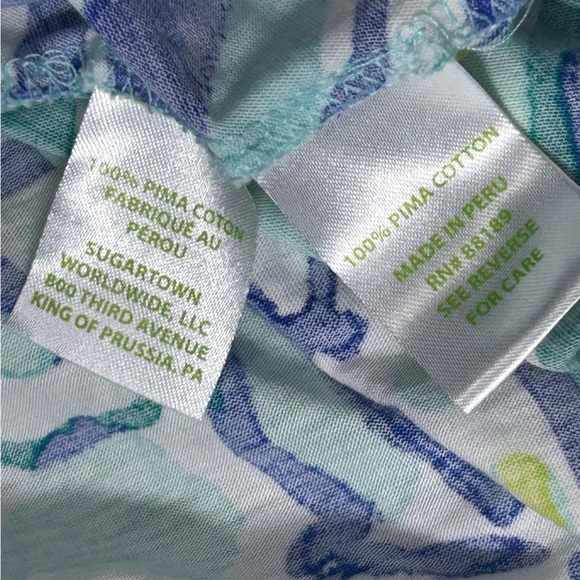 100% PIMA COTON
FABRIQUÉ AU
PEROU
SUGARTOWN
WORLDWIDE, LLC
800 THIRD AVENUE
KING OF PRUSSIA, PA
100% PIMA COTTON
MADE IN PERU
RN# 88189
SEE REVERSE
FOR CARE